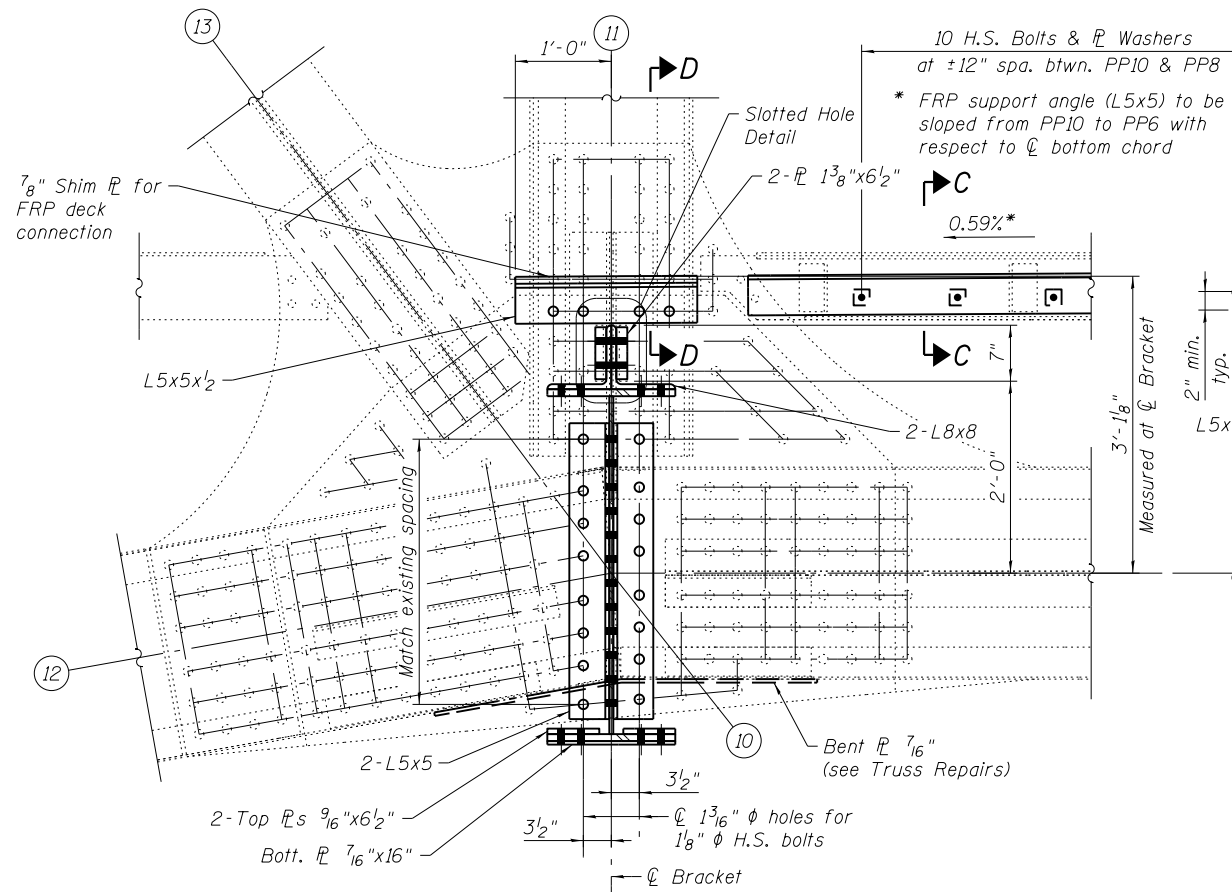 13
11
1'-0"
D
10 H.S. Bolts & ℄ Washers
at ±12" spa. btwn. PP10 & PP8
* FRP support angle (L5x5) to be
sloped from PP10 to PP6 with
respect to ℄ bottom chord
Slotted Hole
Detail
2-PL 1 3/8"x6 1/2"
7/8" Shim PL for
FRP deck
connection
C
0.59%*
L5x5x1/2
D
C
7"
2" min.
typ.
L5x
2-L8x8
3'-1 1/8"
Measured at ℄ Bracket
2'-0"
Match existing spacing
12
10
2-L5x5
Bent PL 7/16"
(see Truss Repairs)
2-Top PLs 9/16"x6 1/2"
Bott. PL 7/16"x16"
3 1/2"
3 1/2"
℄ 1 3/16" ϕ holes for
1 1/8" ϕ H.S. bolts
℄ Bracket